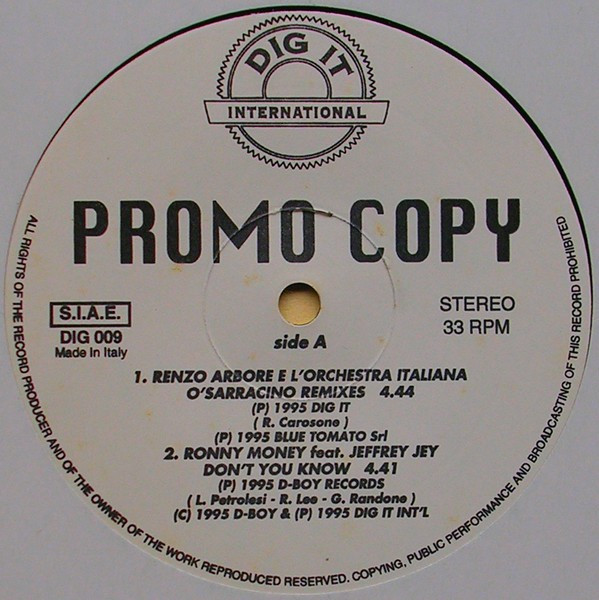 DIG IT
INTERNATIONAL
PROMO COPY
S.I.A.E.
DIG 009
Made in Italy
STEREO
33 RPM
side A
1. RENZO ARBORE E L'ORCHESTRA ITALIANA
O'SARRACINO REMIXES 4.44
(P) 1995 DIG IT
( R. Carosone )
(P) 1995 BLUE TOMATO Srl
2. RONNY MONEY feat. JEFFREY JEY
DON'T YOU KNOW 4.41
(P) 1995 D-BOY RECORDS
( L. Petrolesi - R. Lee - G. Randone )
(C) 1995 D-BOY & (P) 1995 DIG IT INT'L
ALL RIGHTS OF THE RECORD PRODUCER AND OF THE OWNER OF THE WORK REPRODUCED RESERVED. COPYING, PUBLIC PERFORMANCE AND BROADCASTING OF THIS RECORD PROHIBITED